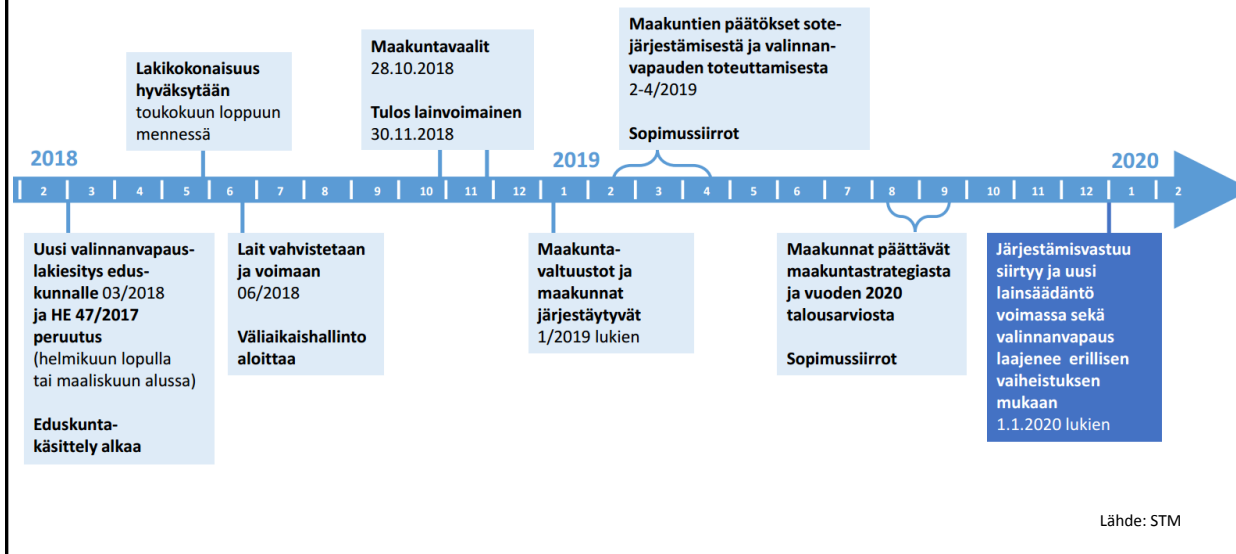 Lakikokonaisuus
hyväksytään
toukokuun loppuun
mennessä
Maakuntavaalit
28.10.2018
Tulos lainvoimainen
30.11.2018
Maakuntien päätökset sote-
järjestämisestä ja valinnan-
vapauden toteuttamisesta
2-4/2019
Sopimussiirrot
2018 2019 2020
2 3 4 5 6 7 8 9 10 11 12 1 2 3 4 5 6 7 8 9 10 11 12 1 2
Uusi valinnanvapaus-
lakiesitys edus-
kunnalle 03/2018
ja HE 47/2017
peruutus
(helmikuun lopulla
tai maaliskuun alussa)
Eduskunta-
käsittely alkaa
Lait vahvistetaan
ja voimaan
06/2018
Väliaikaishallinto
aloittaa
Maakunta-
valtuustot ja
maakunnat
järjestäytyvät
1/2019 lukien
Maakunnat päättävät
maakuntastrategiasta
ja vuoden 2020
talousarviosta
Sopimussiirrot
Järjestämisvastuu
siirtyy ja uusi
lainsäädäntö
voimassa sekä
valinnanvapaus
laajenee erillisen
vaiheistuksen
mukaan
1.1.2020 lukien
Lähde: STM